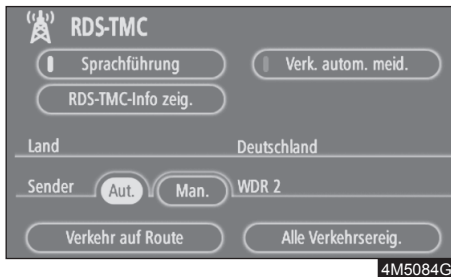 RDS-TMC
Sprachführung
Verk. autom. meid.
RDS-TMC-Info zeig.
Land
Deutschland
Sender
Aut.
Man.
WDR 2
Verkehr auf Route
Alle Verkehrsereig.
4M5084G